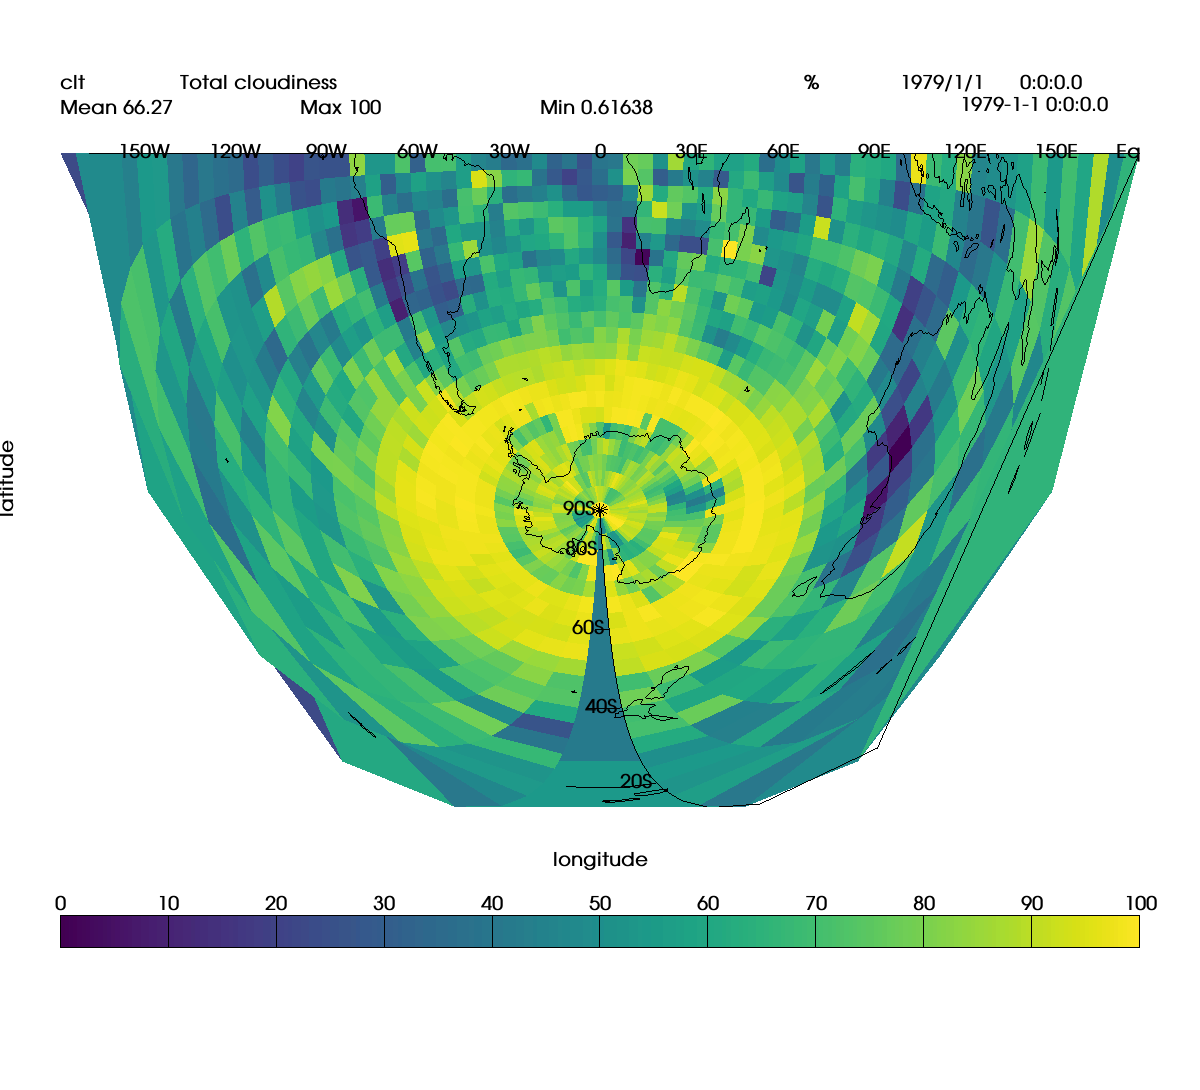 clt Total cloudiness % 1979/1/1 0:0:0.0
Mean 66.27 Max 100 Min 0.61638 1979-1-1 0:0:0.0
150W 120W 90W 60W 30W 0 30E 60E 90E 120E 150E Eq
latitude
90S
80S
60S
40S
20S
longitude
0 10 20 30 40 50 60 70 80 90 100